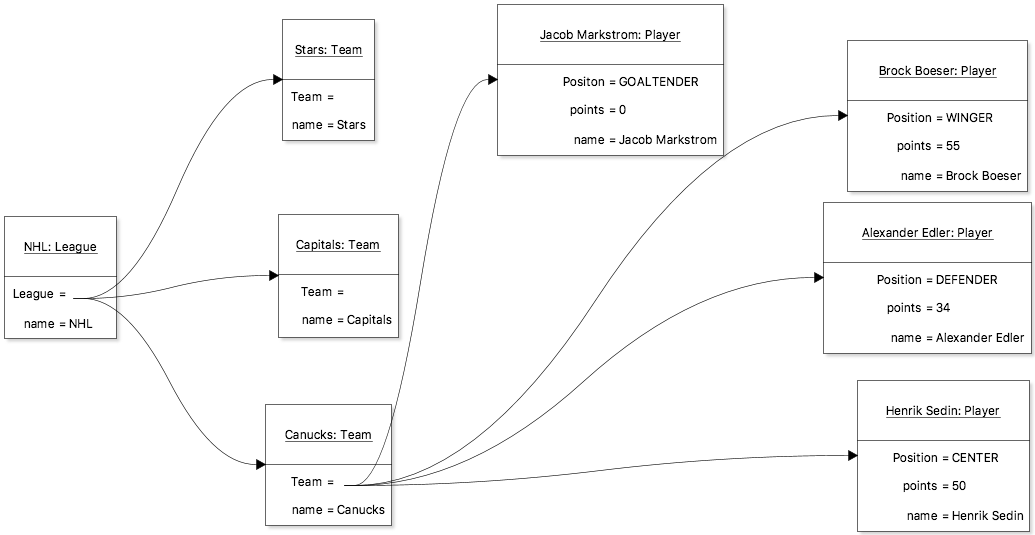 Stars: Team
Team =
name = Stars
Jacob Markstrom: Player
Positon = GOALTENDER
points = 0
name = Jacob Markstrom
Brock Boeser: Player
Position = WINGER
points = 55
name = Brock Boeser
NHL: League
League =
name = NHL
Capitals: Team
Team =
name = Capitals
Alexander Edler: Player
Position = DEFENDER
points = 34
name = Alexander Edler
Canucks: Team
Team =
name = Canucks
Henrik Sedin: Player
Position = CENTER
points = 50
name = Henrik Sedin